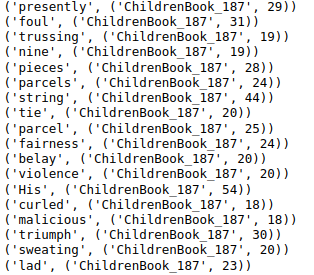 ('presently', ('ChildrenBook_187', 29))
('foul', ('ChildrenBook_187', 31))
('trussing', ('ChildrenBook_187', 19))
('nine', ('ChildrenBook_187', 19))
('pieces', ('ChildrenBook_187', 28))
('parcels', ('ChildrenBook_187', 24))
('string', ('ChildrenBook_187', 44))
('tie', ('ChildrenBook_187', 20))
('parcel', ('ChildrenBook_187', 25))
('fairness', ('ChildrenBook_187', 24))
('belay', ('ChildrenBook_187', 20))
('violence', ('ChildrenBook_187', 20))
('His', ('ChildrenBook_187', 54))
('curled', ('ChildrenBook_187', 18))
('malicious', ('ChildrenBook_187', 18))
('triumph', ('ChildrenBook_187', 30))
('sweating', ('ChildrenBook_187', 20))
('lad', ('ChildrenBook_187', 23))